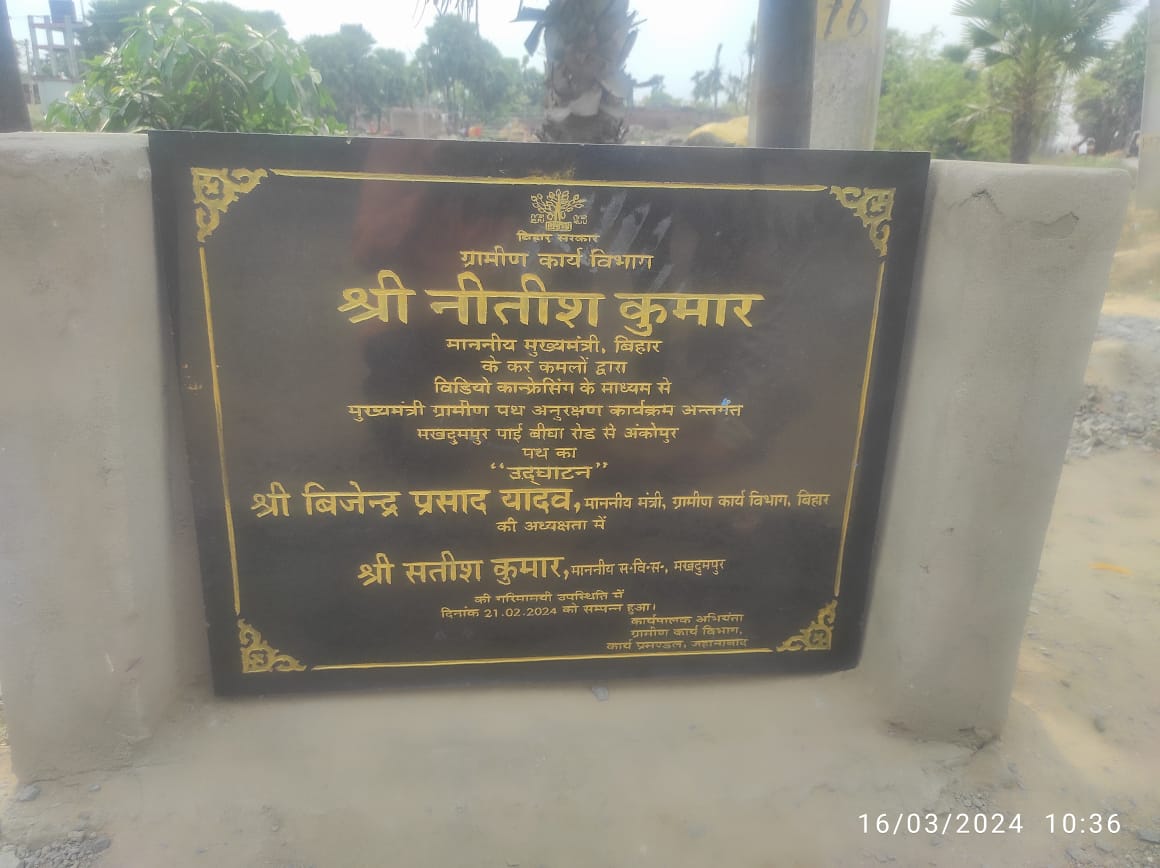 76
बिहार सरकार
ग्रामीण कार्य विभाग
श्री नीतीश कुमार
माननीय मुख्यमंत्री, बिहार
के कर कमलों द्वारा
विडियो कान्फ्रेसिंग के माध्यम से
मुख्यमंत्री ग्रामीण पथ अनुरक्षण कार्यक्रम अन्तर्गत
मखदुमपुर पाई बीघा रोड से अंकोपुर
पथ का
“उद्घाटन”
श्री बिजेन्द्र प्रसाद यादव, माननीय मंत्री, ग्रामीण कार्य विभाग, बिहार
की अध्यक्षता में
श्री सतीश कुमार, माननीय स॰वि॰स॰, मखदुमपुर
की गरिमामयी उपस्थिति में
दिनांक 21.02.2024 को सम्पन्न हुआ।
कार्यपालक अभियंता
ग्रामीण कार्य विभाग,
कार्य प्रमण्डल, जहानाबाद
16/03/2024 10:36